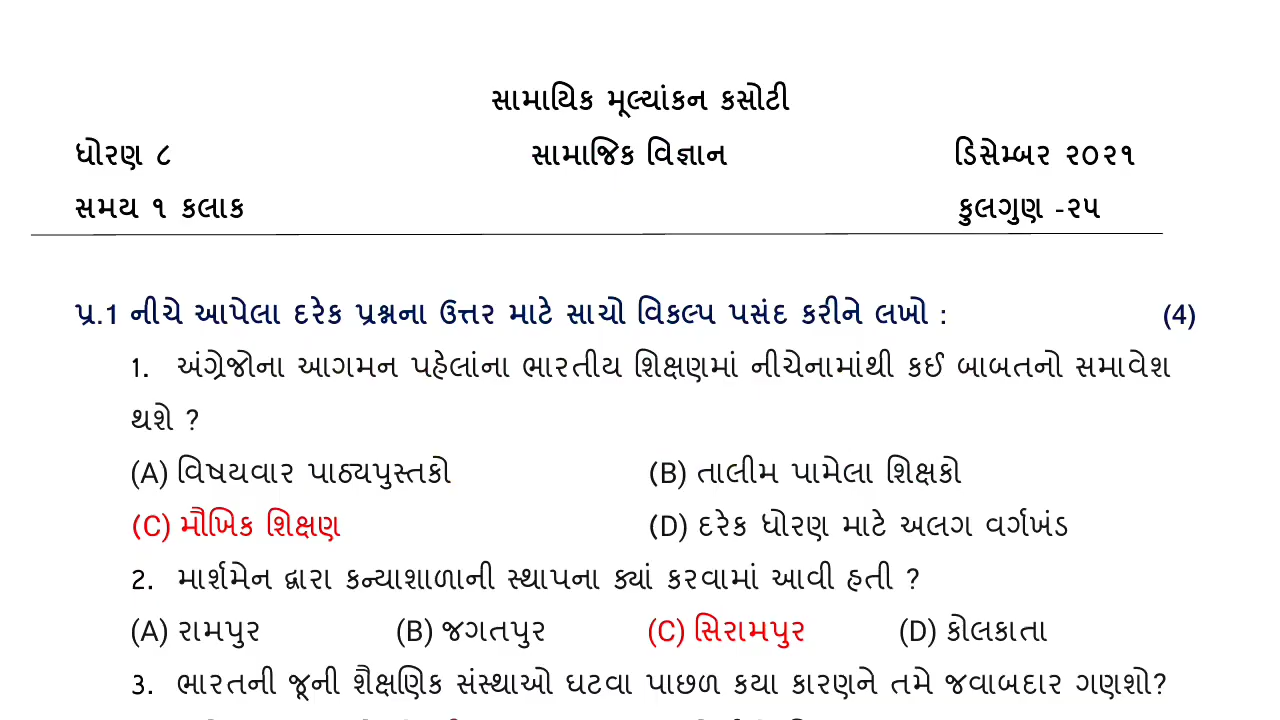 સામાયિક મૂલ્યાંકન કસોટી
ધોરણ ૮ સામાજિક વિજ્ઞાન ડિસેમ્બર ૨૦૨૧
સમય ૧ કલાક કુલગુણ -૨૫
પ્ર.1 નીચે આપેલા દરેક પ્રશ્નના ઉત્તર માટે સાચો વિકલ્પ પસંદ કરીને લખો : (4)
1. અંગ્રેજોના આગમન પહેલાંના ભારતીય શિક્ષણમાં નીચેનામાંથી કઈ બાબતનો સમાવેશ
થશે ?
(A) વિષયવાર પાઠ્યપુસ્તકો (B) તાલીમ પામેલા શિક્ષકો
(C) મૌખિક શિક્ષણ (D) દરેક ધોરણ માટે અલગ વર્ગખંડ
2. માર્શમેન દ્વારા કન્યાશાળાની સ્થાપના ક્યાં કરવામાં આવી હતી ?
(A) રામપુર (B) જગતપુર (C) સિરામપુર (D) કોલકાતા
3. ભારતની જૂની શૈક્ષણિક સંસ્થાઓ ઘટવા પાછળ કયા કારણને તમે જવાબદાર ગણશો?